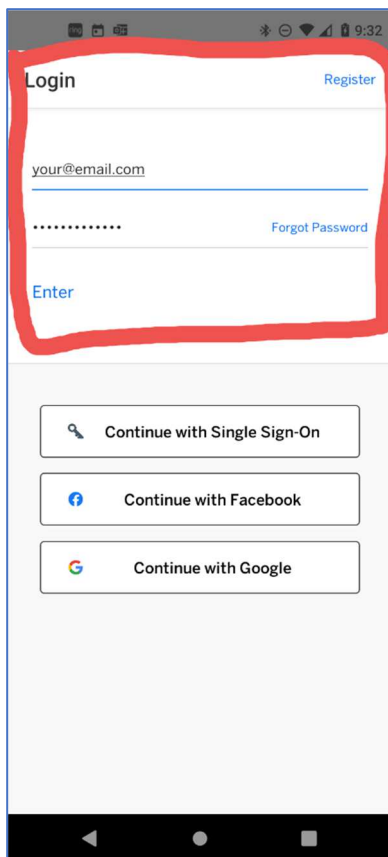 9:32
Login Register
your@email.com
············· Forgot Password
Enter
Continue with Single Sign-On
Continue with Facebook
Continue with Google